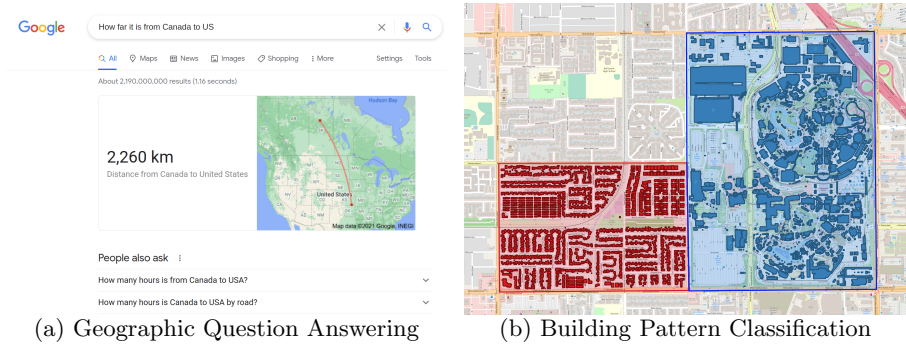 Google
How far it is from Canada to US
All Maps News Images Shopping More Settings Tools
About 2,190,000,000 results (1.16 seconds)
2,260 km
Distance from Canada to United States
Hudson Bay
United States
Map data ©2021 Google, INEGI
People also ask
How many hours is from Canada to USA?
How many hours is Canada to USA by road?
(a) Geographic Question Answering
(b) Building Pattern Classification